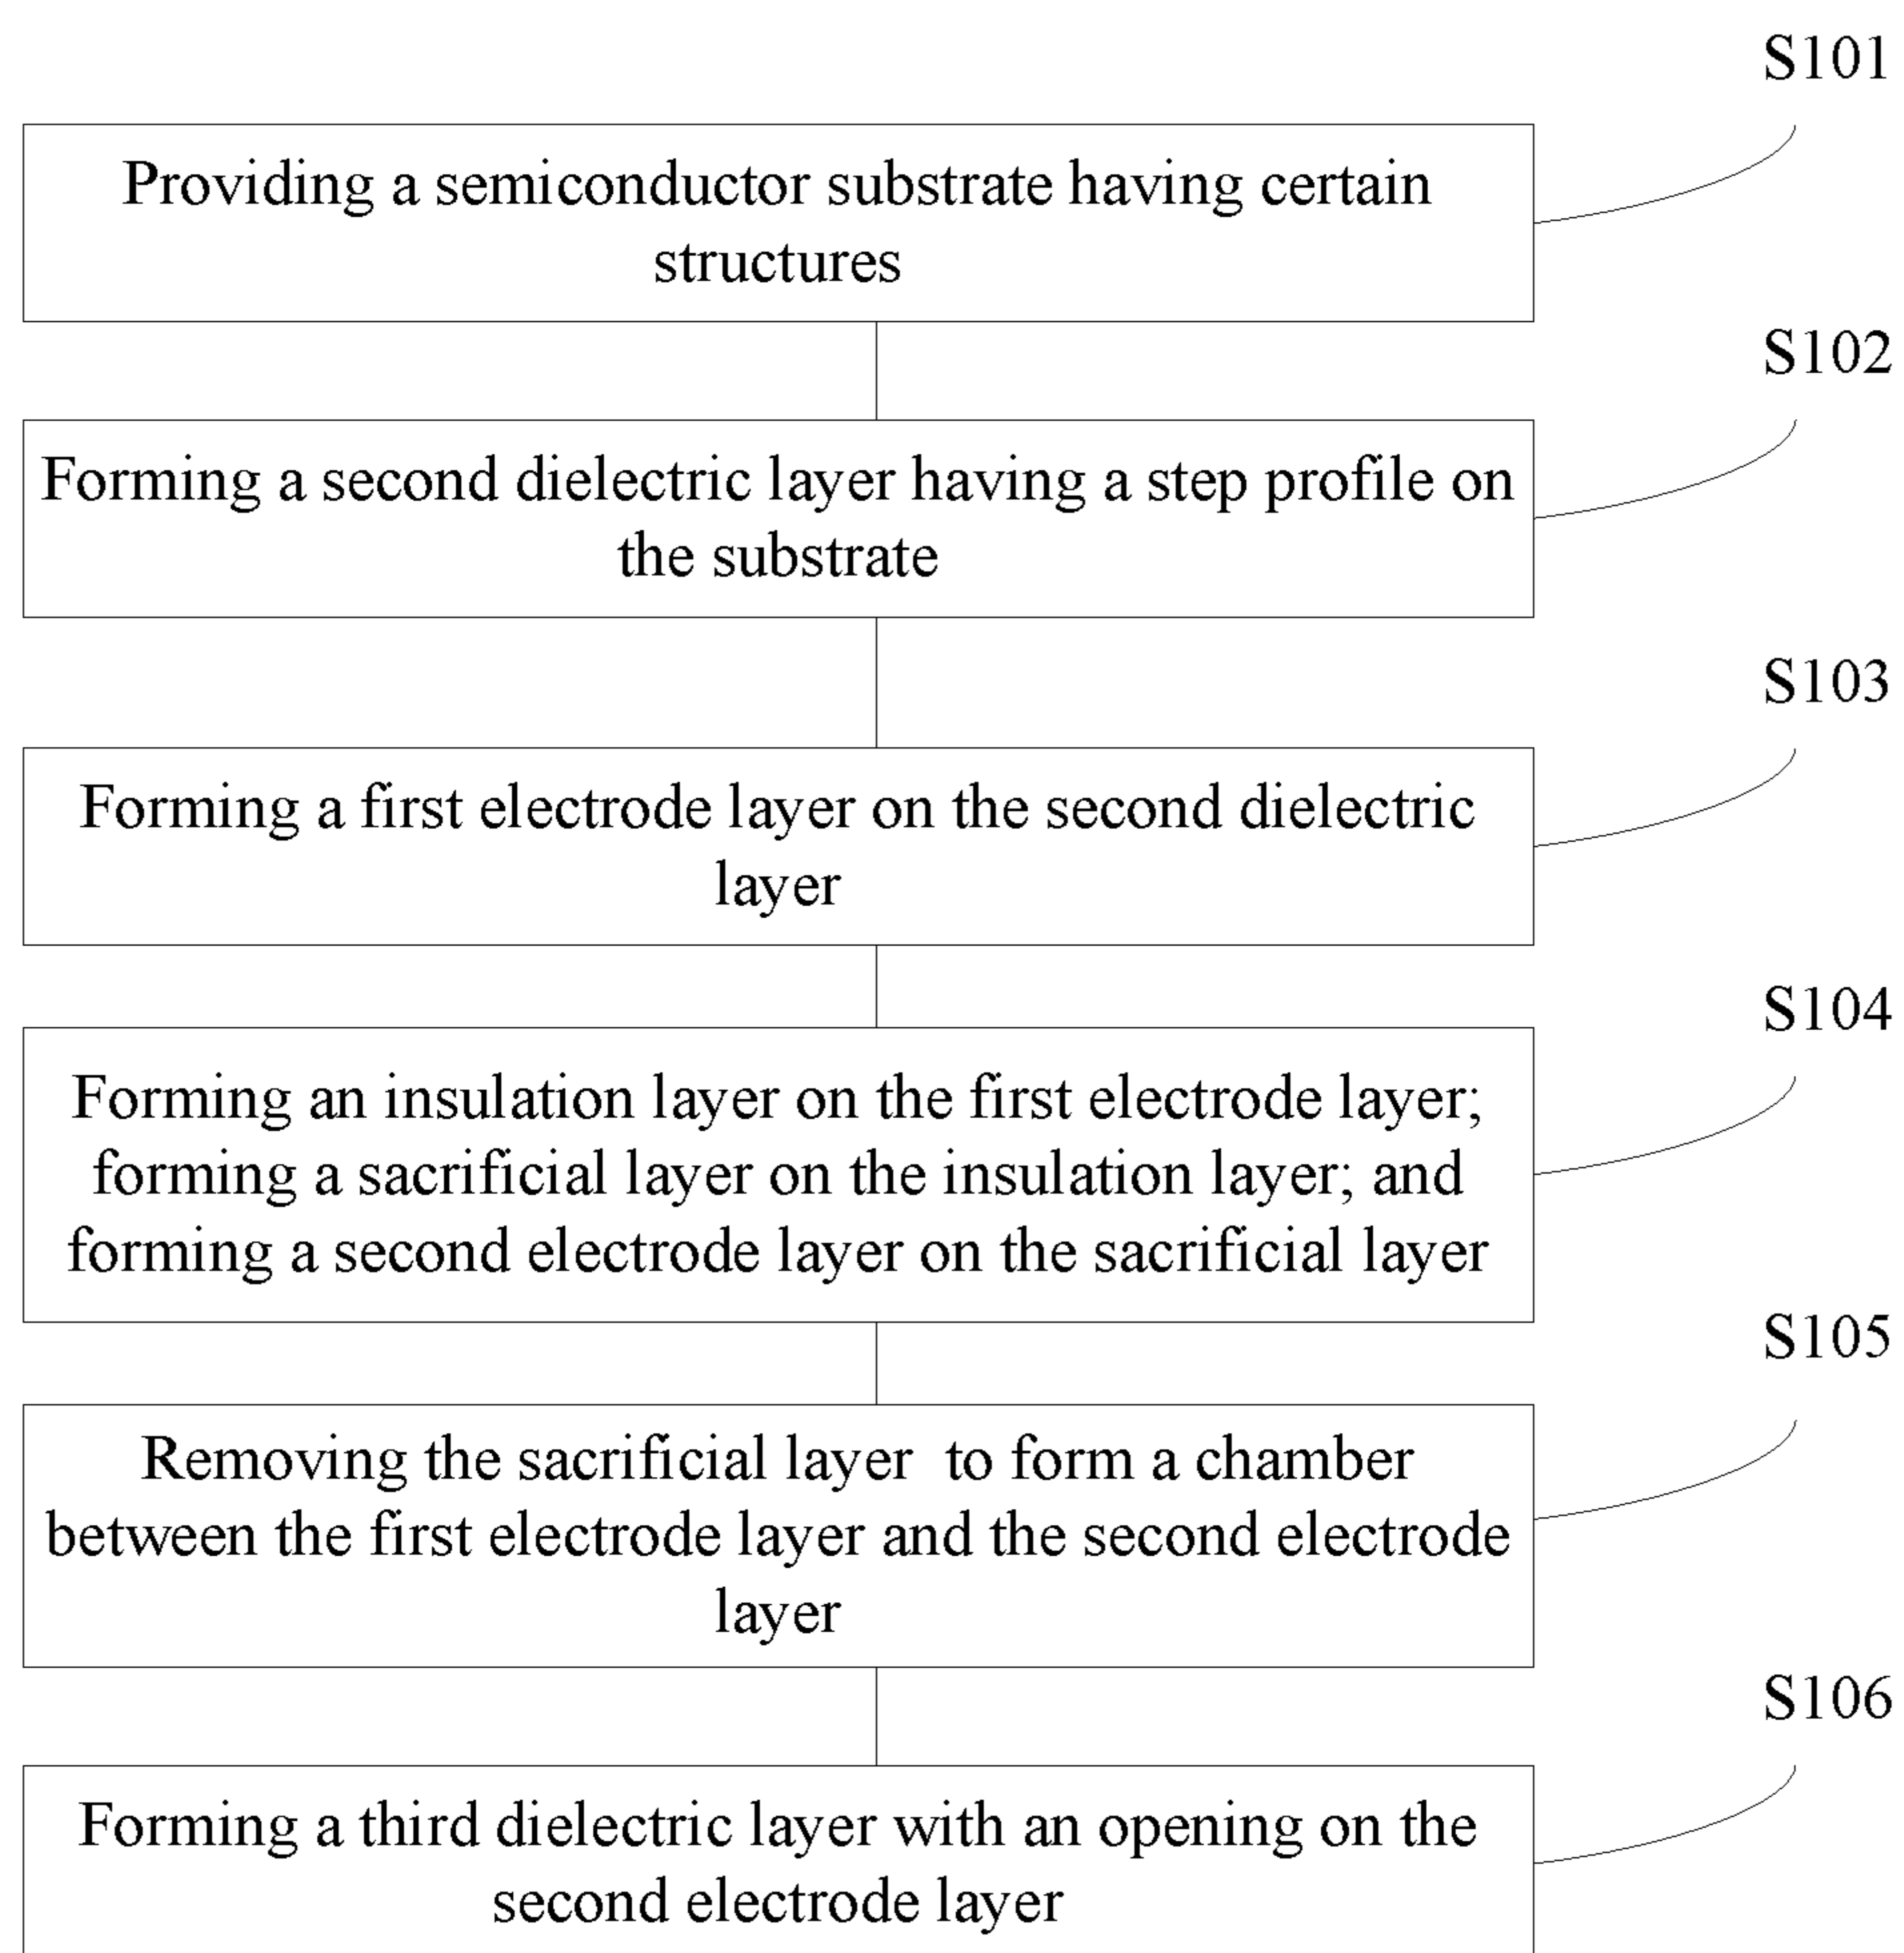 S101
Providing a semiconductor substrate having certain
structures
S102
Forming a second dielectric layer having a step profile on
the substrate
S103
Forming a first electrode layer on the second dielectric
layer
S104
Forming an insulation layer on the first electrode layer;
forming a sacrificial layer on the insulation layer; and
forming a second electrode layer on the sacrificial layer
S105
Removing the sacrificial layer to form a chamber
between the first electrode layer and the second electrode
layer
S106
Forming a third dielectric layer with an opening on the
second electrode layer